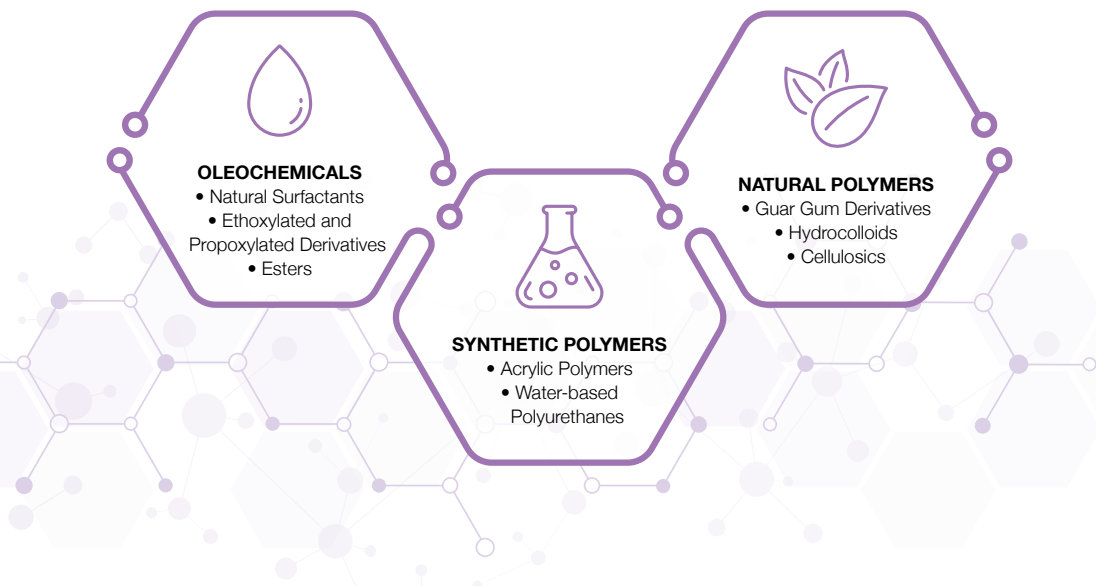 OLEOCHEMICALS
• Natural Surfactants
• Ethoxylated and
Propoxylated Derivatives
• Esters
SYNTHETIC POLYMERS
• Acrylic Polymers
• Water-based
Polyurethanes
NATURAL POLYMERS
• Guar Gum Derivatives
• Hydrocolloids
• Cellulosics